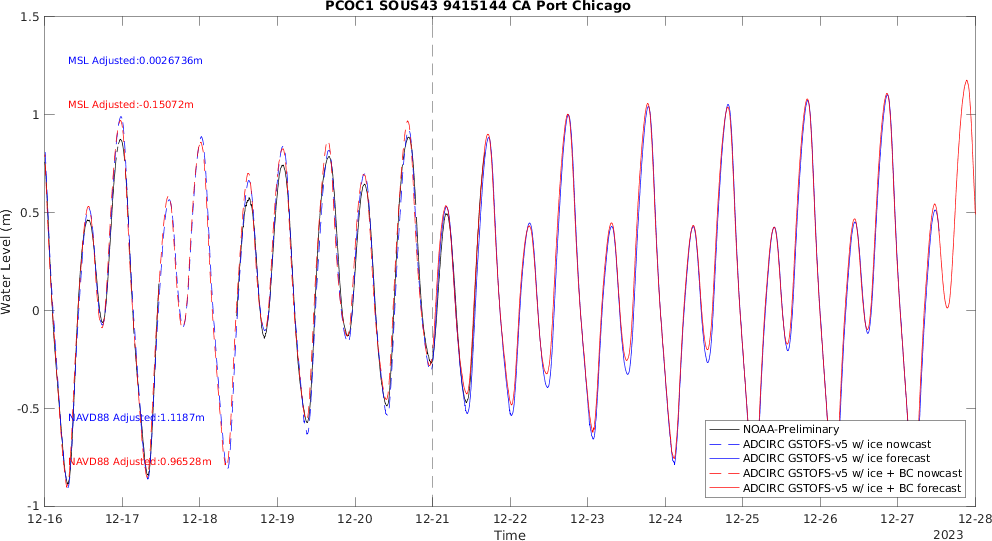 PCOC1 SOUS43 9415144 CA Port Chicago
1.5
MSL Adjusted:0.0026736m
MSL Adjusted:-0.15072m
1
0.5
Water Level (m)
0
-0.5
NAVD88 Adjusted:1.1187m
NAVD88 Adjusted:0.96528m
-1
NOAA-Preliminary
ADCIRC GSTOFS-v5 w/ ice nowcast
ADCIRC GSTOFS-v5 w/ ice forecast
ADCIRC GSTOFS-v5 w/ ice + BC nowcast
ADCIRC GSTOFS-v5 w/ ice + BC forecast
12-16 12-17 12-18 12-19 12-20 12-21 12-22 12-23 12-24 12-25 12-26 12-27 12-28
Time
2023